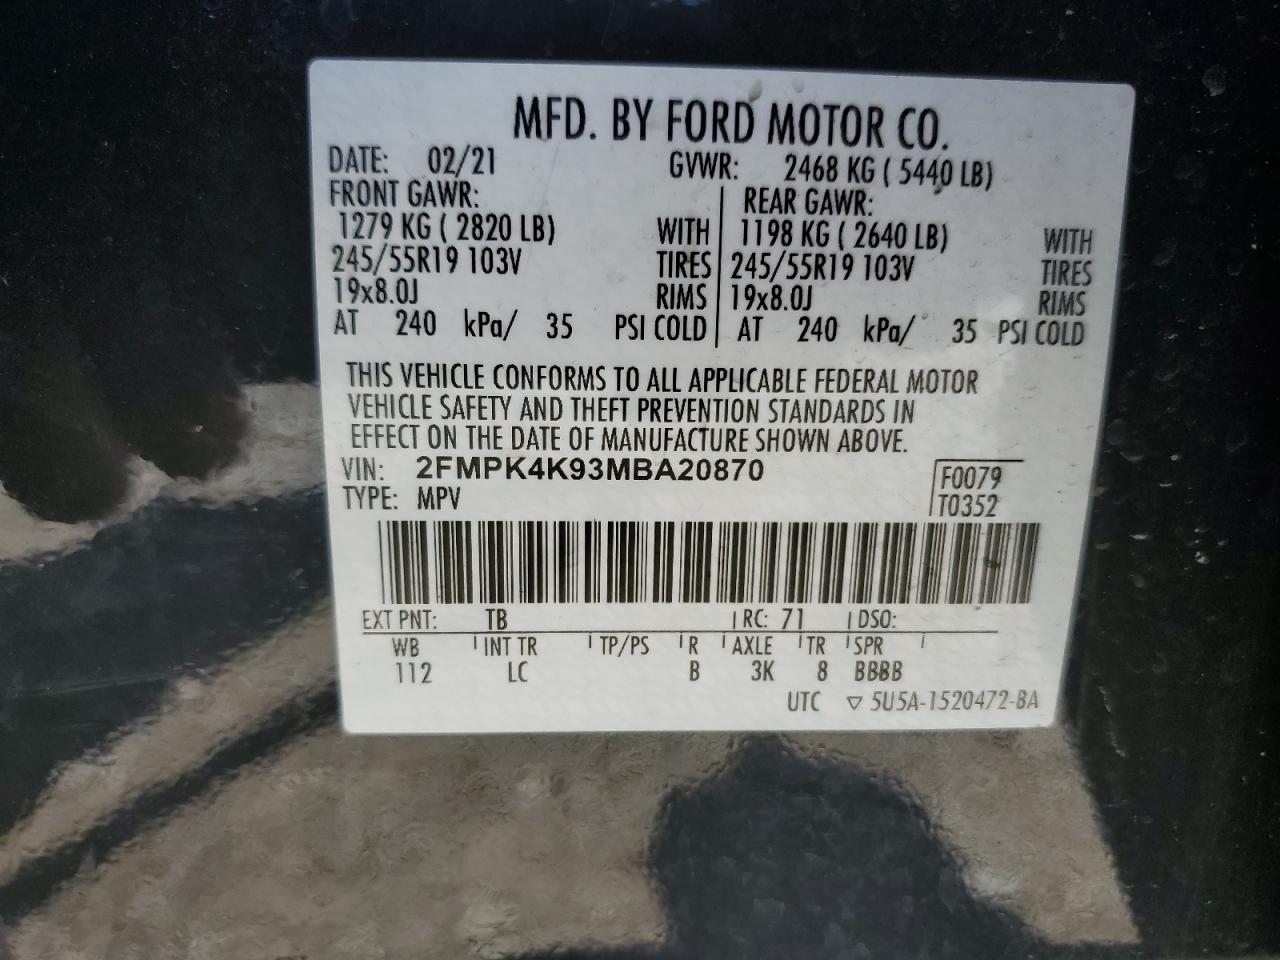 MFD. BY FORD MOTOR CO.
DATE: 02/21 GVWR: 2468 KG ( 5440 LB)
FRONT GAWR: REAR GAWR:
1279 KG ( 2820 LB) WITH 1198 KG ( 2640 LB) WITH
245/55R19 103V TIRES 245/55R19 103V TIRES
19x8.0J RIMS 19x8.0J RIMS
AT 240 kPa/ 35 PSI COLD AT 240 kPa/ 35 PSI COLD
THIS VEHICLE CONFORMS TO ALL APPLICABLE FEDERAL MOTOR
VEHICLE SAFETY AND THEFT PREVENTION STANDARDS IN
EFFECT ON THE DATE OF MANUFACTURE SHOWN ABOVE.
VIN: 2FMPK4K93MBA20870 F0079
TYPE: MPV T0352
EXT PNT: TB RC: 71 DSO:
WB INT TR TP/PS R AXLE TR SPR
112 LC B 3K 8 BBBB
UTC ▽ 5U5A-1520472-BA